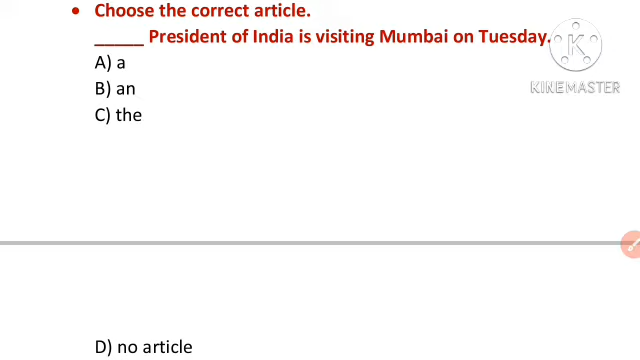 • Choose the correct article.
_____ President of India is visiting Mumbai on Tuesday.
A) a
B) an
C) the
D) no article
K
KINEMASTER